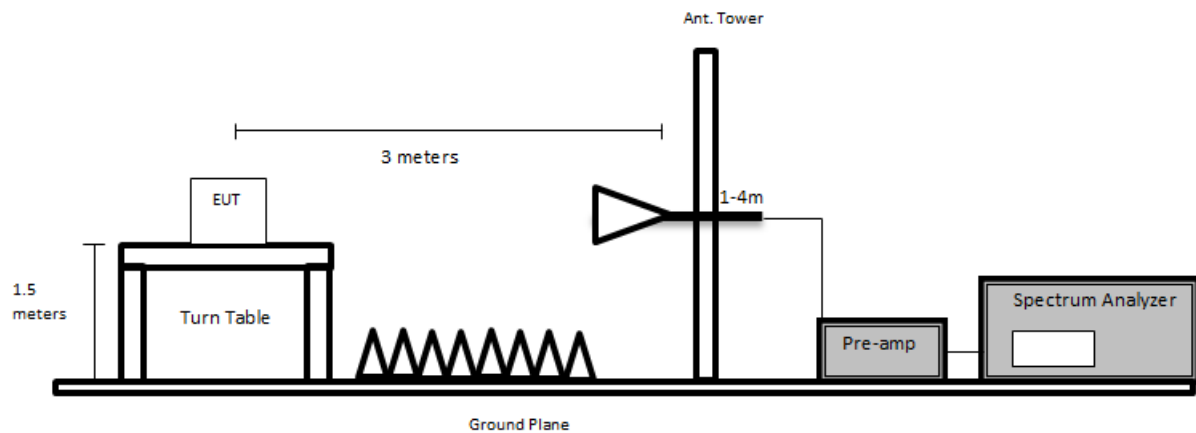 Ant. Tower
3 meters
EUT
1-4m
1.5
meters
Turn Table
Spectrum Analyzer
Pre-amp
Ground Plane